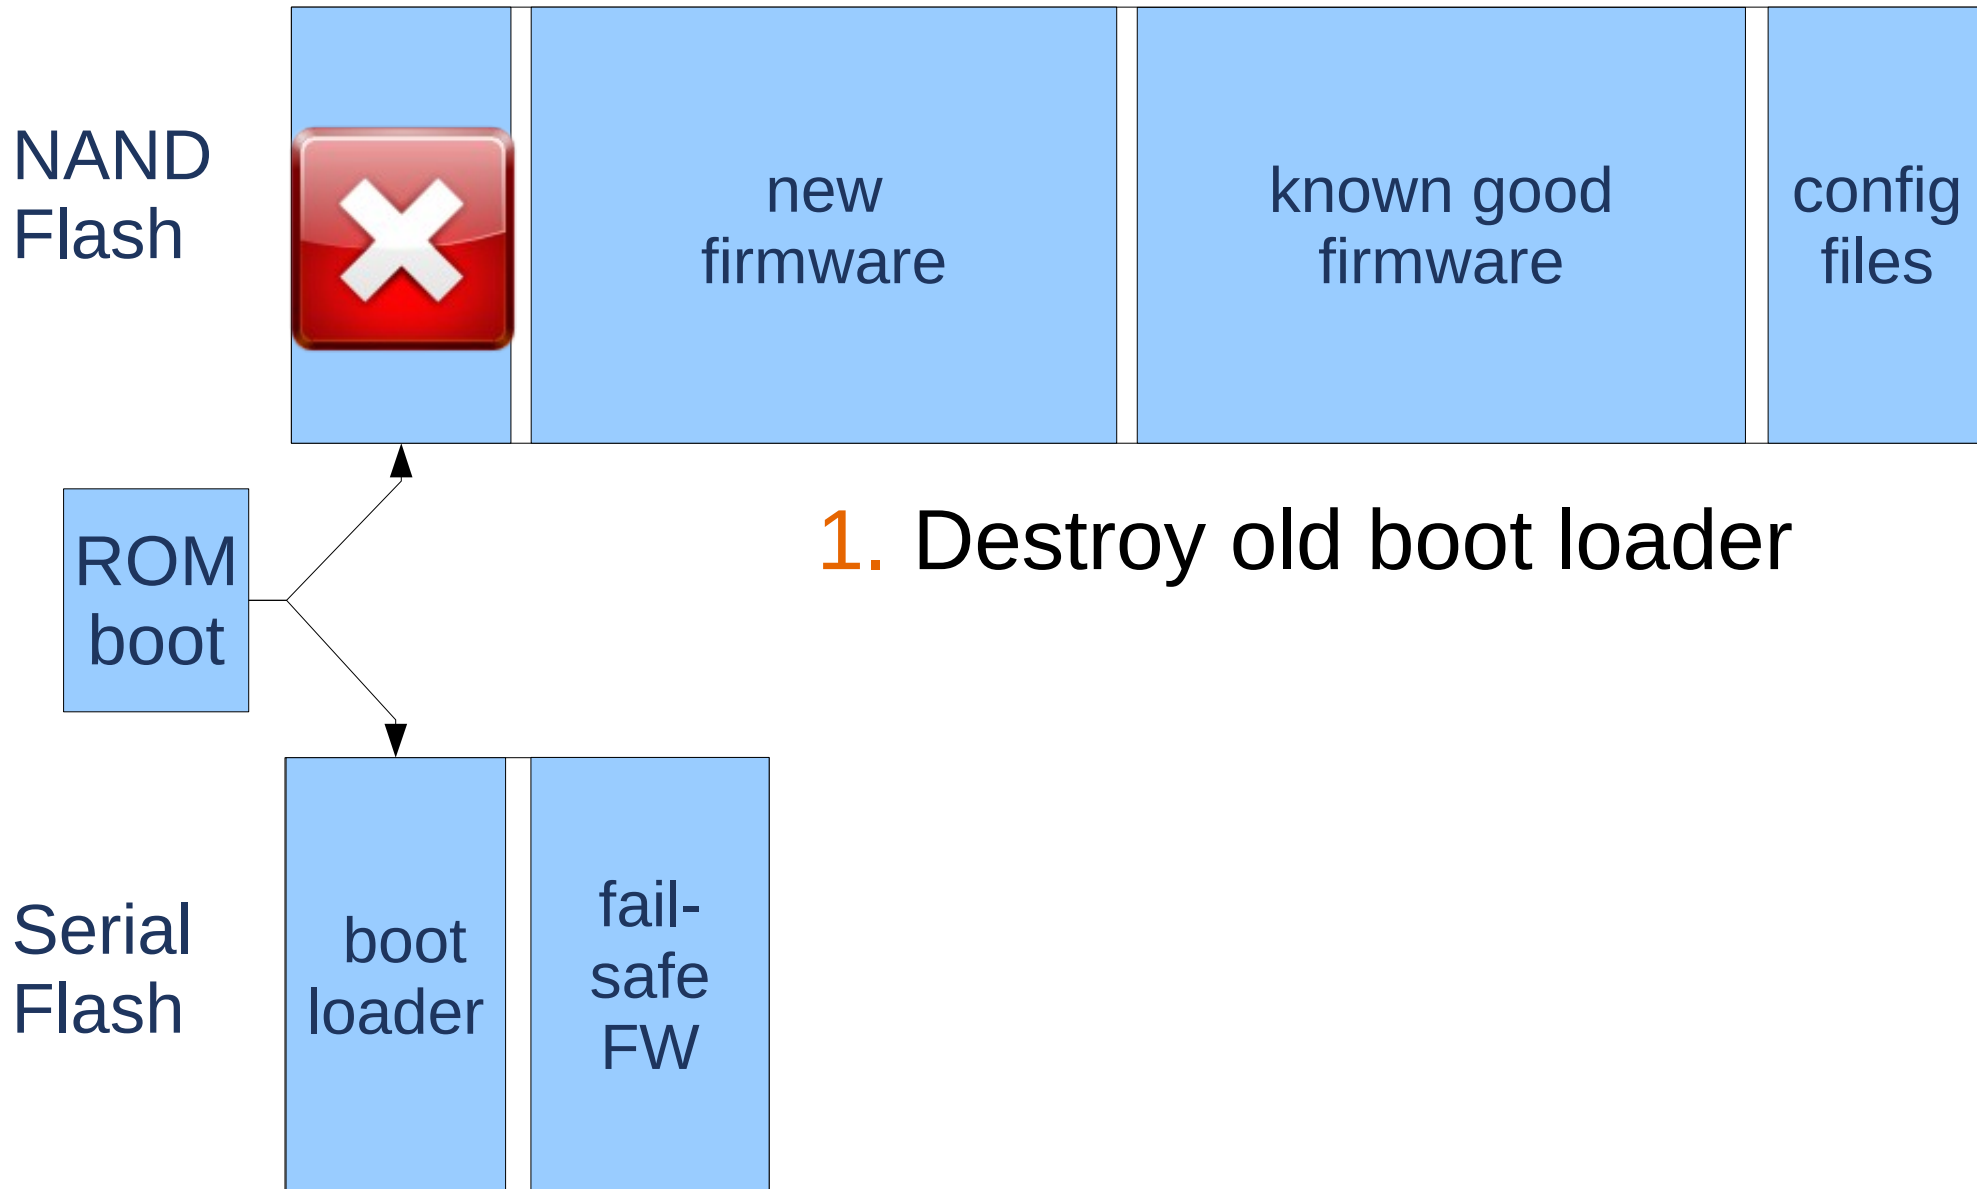 NAND
Flash
new
firmware
known good
firmware
config
files
ROM
boot
1. Destroy old boot loader
Serial
Flash
boot
loader
fail-
safe
FW